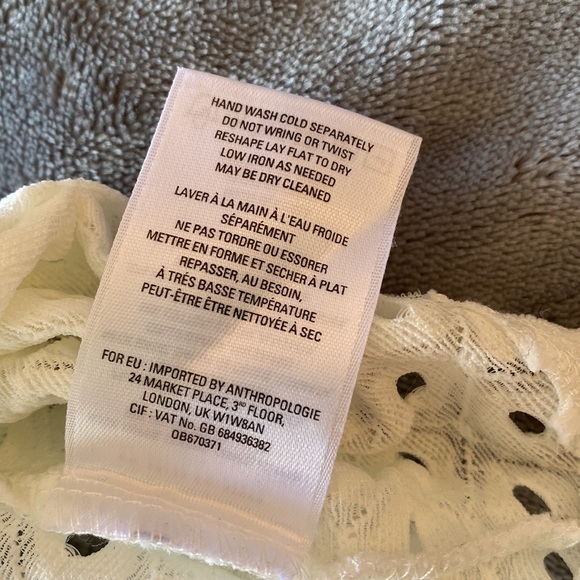 HAND WASH COLD SEPARATELY
DO NOT WRING OR TWIST
RESHAPE LAY FLAT TO DRY
LOW IRON AS NEEDED
MAY BE DRY CLEANED
LAVER À LA MAIN À L'EAU FROIDE
SÉPARÉMENT
NE PAS TORDRE OU ESSORER
METTRE EN FORME ET SECHER À PLAT
REPASSER, AU BESOIN,
À TRÉS BASSE TEMPÉRATURE
PEUT-ÊTRE ÊTRE NETTOYÉE À SEC
FOR EU : IMPORTED BY ANTHROPOLOGIE
24 MARKET PLACE, 3RD FLOOR,
LONDON, UK W1W8AN
CIF : VAT No. GB 684936382
OB670371